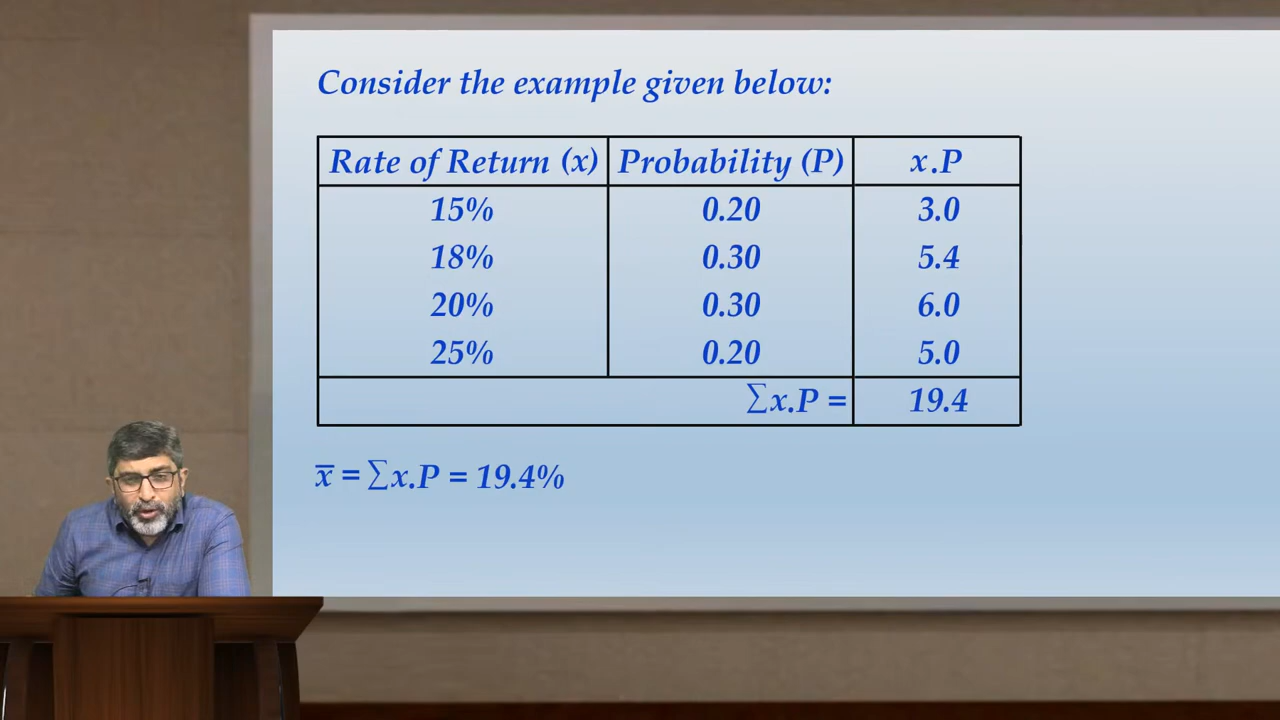 Consider the example given below:
Rate of Return (x) Probability (P) x.P
15% 0.20 3.0
18% 0.30 5.4
20% 0.30 6.0
25% 0.20 5.0
∑x.P = 19.4
x̅ = ∑x.P = 19.4%